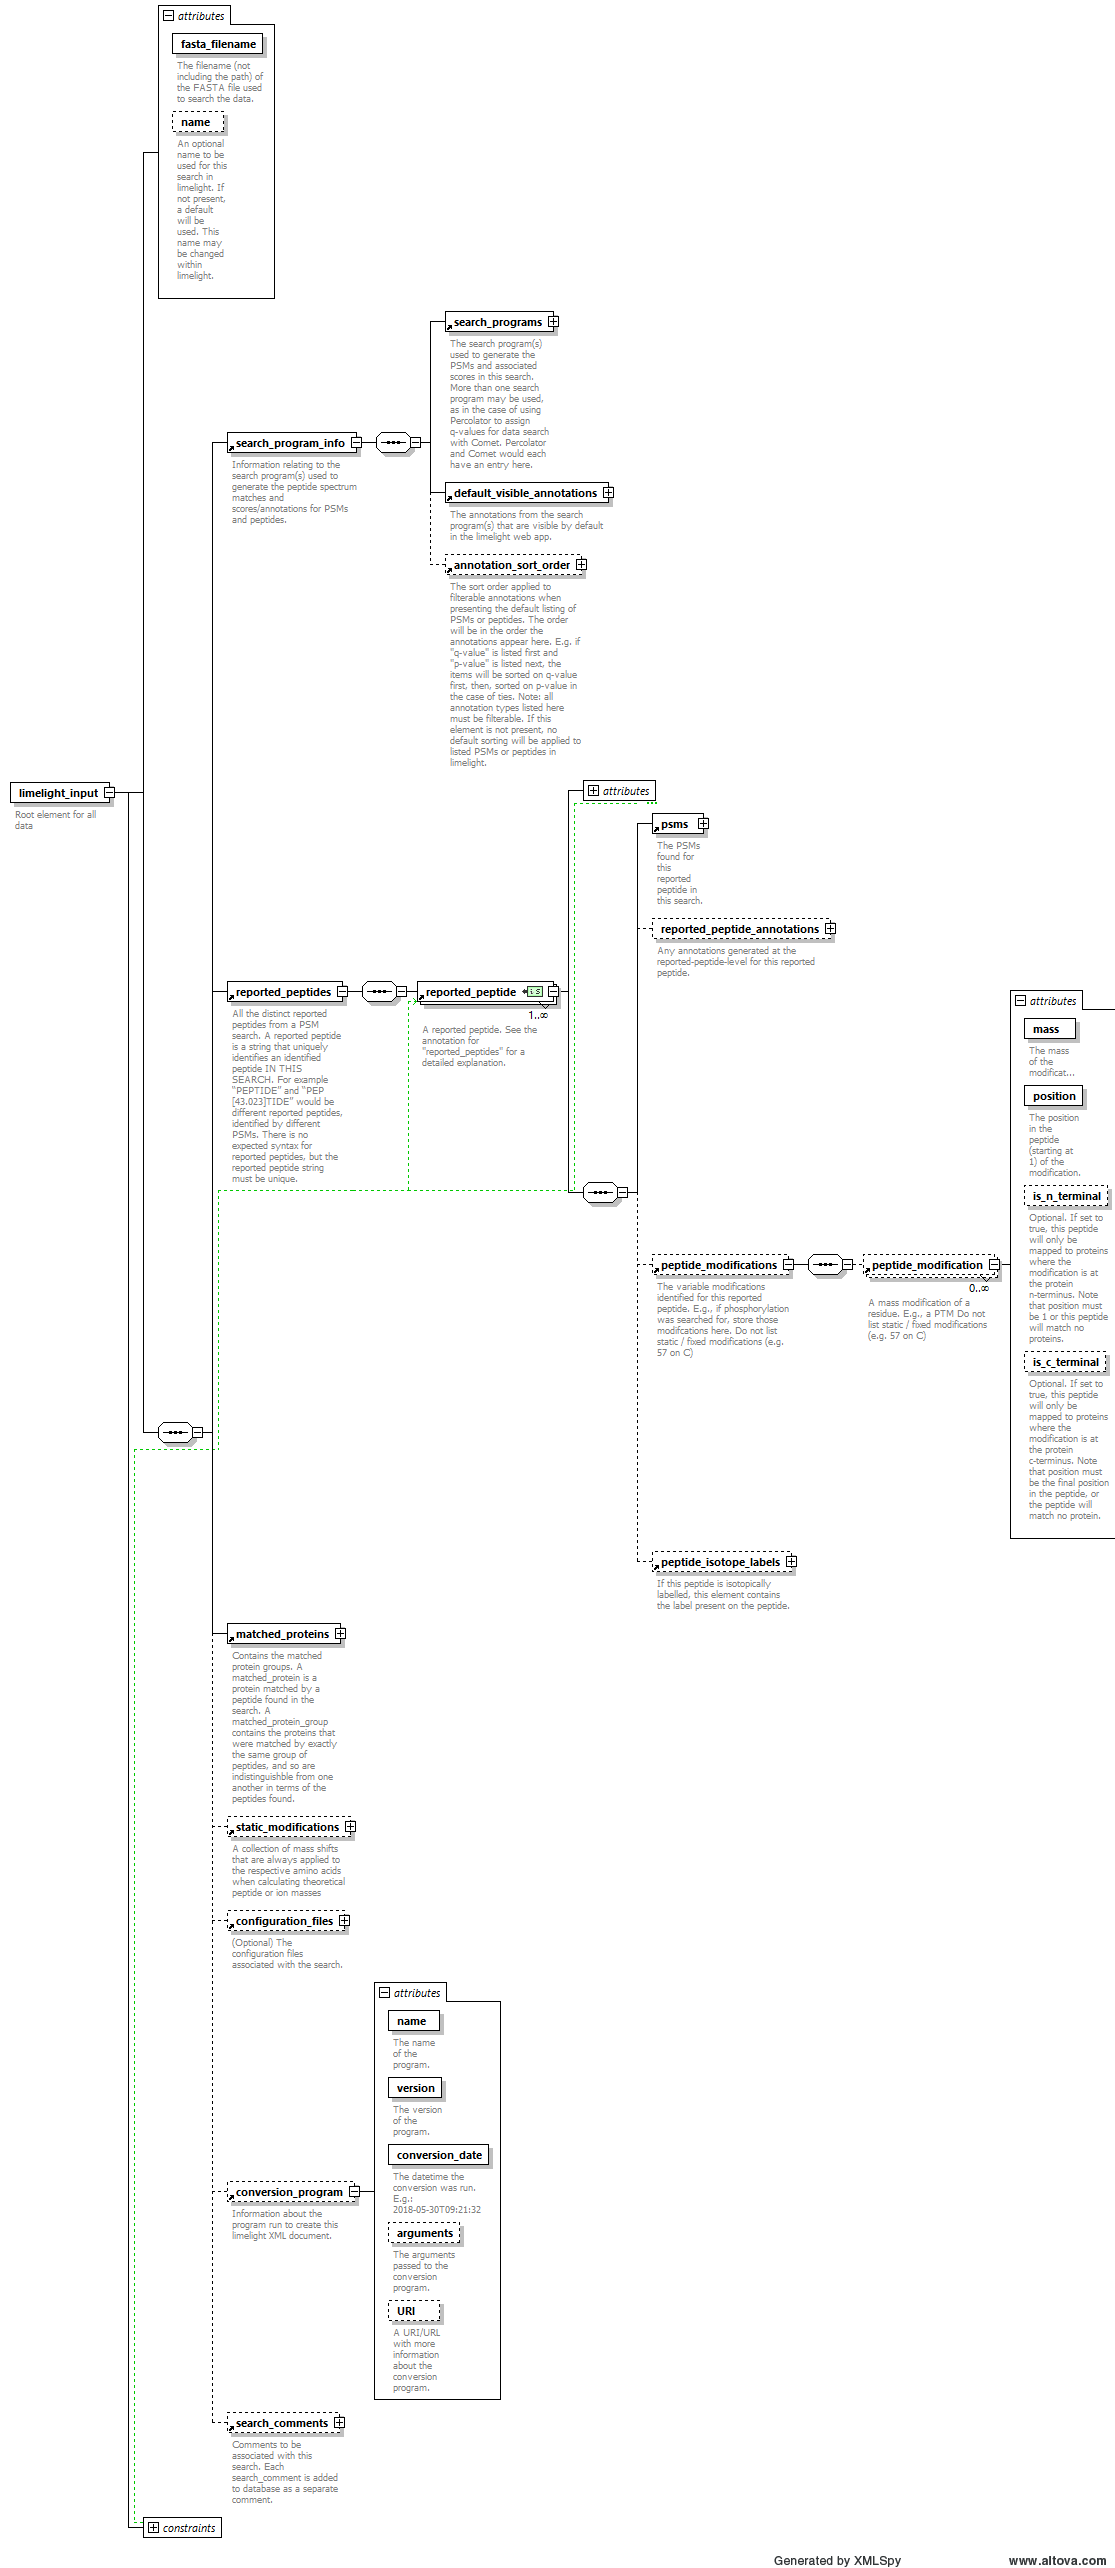 attributes
fasta_filename
The filename (not
including the path) of
the FASTA file used
to search the data.
name
An optional
name to be
used for this
search in
limelight. If
not present,
a default
will be
used. This
name may
be changed
within
limelight.
search_programs
The search program(s)
used to generate the
PSMs and associated
scores in this search.
More than one search
program may be used,
as in the case of using
Percolator to assign
q-values for data search
with Comet. Percolator
and Comet would each
have an entry here.
search_program_info
Information relating to the
search program(s) used to
generate the peptide spectrum
matches and
scores/annotations for PSMs
and peptides.
default_visible_annotations
The annotations from the search
program(s) that are visible by default
in the limelight web app.
annotation_sort_order
The sort order applied to
filterable annotations when
presenting the default listing of
PSMs or peptides. The order
will be in the order the
annotations appear here. E.g. if
"q-value" is listed first and
"p-value" is listed next, the
items will be sorted on q-value
first, then, sorted on p-value in
the case of ties. Note: all
annotation types listed here
must be filterable. If this
element is not present, no
default sorting will be applied to
listed PSMs or peptides in
limelight.
limelight_input
Root element for all
data
attributes
psms
The PSMs
found for
this
reported
peptide in
this search.
reported_peptide_annotations
Any annotations generated at the
reported-peptide-level for this reported
peptide.
reported_peptides
All the distinct reported
peptides from a PSM
search. A reported peptide
is a string that uniquely
identifies an identified
peptide IN THIS
SEARCH. For example
"PEPTIDE" and "PEP
[43.023]TIDE" would be
different reported peptides,
identified by different
PSMs. There is no
expected syntax for
reported peptides, but the
reported peptide string
must be unique.
reported_peptide
1..∞
A reported peptide. See the
annotation for
"reported_peptides" for a
detailed explanation.
attributes
mass
The mass
of the
modificat...
position
The position
in the
peptide
(starting at
1) of the
modification.
is_n_terminal
Optional. If set to
true, this peptide
will only be
mapped to proteins
where the
modification is at
the protein
n-terminus. Note
that position must
be 1 or this peptide
will match no
proteins.
is_c_terminal
Optional. If set to
true, this peptide
will only be
mapped to proteins
where the
modification is at
the protein
c-terminus. Note
that position must
be the final position
in the peptide, or
the peptide will
match no protein.
peptide_modifications
The variable modifications
identified for this reported
peptide. E.g., if phosphorylation
was searched for, store those
modifcations here. Do not list
static / fixed modifications (e.g.
57 on C)
peptide_modification
0..∞
A mass modification of a
residue. E.g., a PTM Do not
list static / fixed modifications
(e.g. 57 on C)
peptide_isotope_labels
If this peptide is isotopically
labelled, this element contains
the label present on the peptide.
matched_proteins
Contains the matched
protein groups. A
matched_protein is a
protein matched by a
peptide found in the
search. A
matched_protein_group
contains the proteins that
were matched by exactly
the same group of
peptides, and so are
indistinguishble from one
another in terms of the
peptides found.
static_modifications
A collection of mass shifts
that are always applied to
the respective amino acids
when calculating theoretical
peptide or ion masses
configuration_files
(Optional) The
configuration files
associated with the search.
attributes
name
The name
of the
program.
version
The version
of the
program.
conversion_date
The datetime the
conversion was run.
E.g.:
2018-05-30T09:21:32
arguments
The arguments
passed to the
conversion
program.
URI
A URI/URL
with more
information
about the
conversion
program.
conversion_program
Information about the
program run to create this
limelight XML document.
search_comments
Comments to be
associated with this
search. Each
search_comment is added
to database as a separate
comment.
constraints
Generated by XMLSpy
www.altova.com